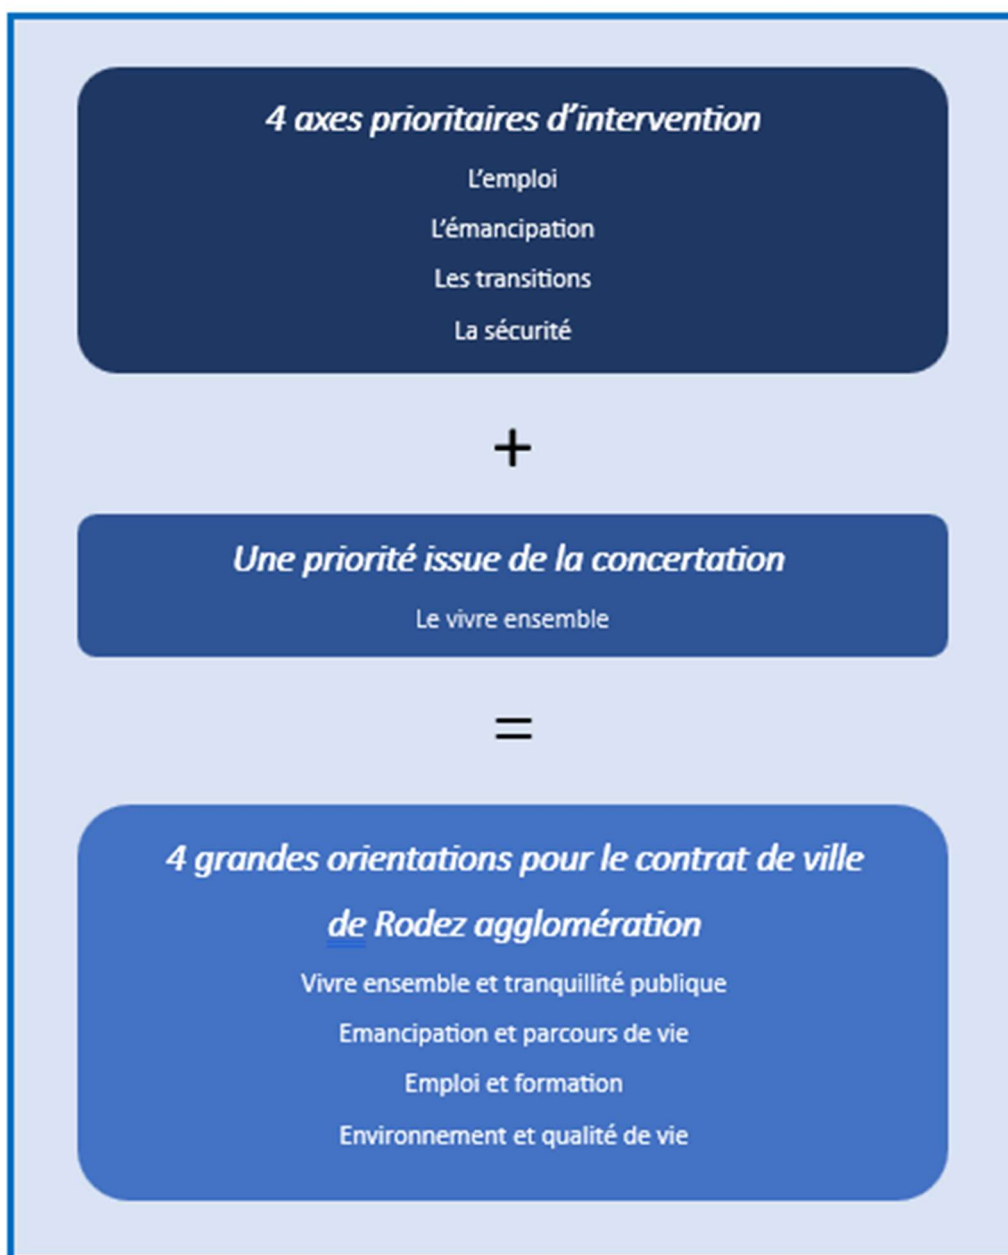 4 axes prioritaires d’intervention
L’emploi
L’émancipation
Les transitions
La sécurité
+
Une priorité issue de la concertation
Le vivre ensemble
=
4 grandes orientations pour le contrat de ville
de Rodez agglomération
Vivre ensemble et tranquillité publique
Emancipation et parcours de vie
Emploi et formation
Environnement et qualité de vie